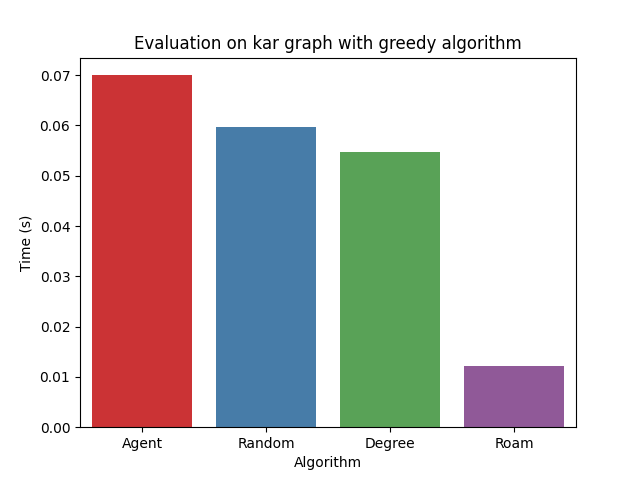 Evaluation on kar graph with greedy algorithm
0.07
0.06
0.05
0.04
0.03
0.02
0.01
0.00
Time (s)
Agent Random Degree Roam
Algorithm